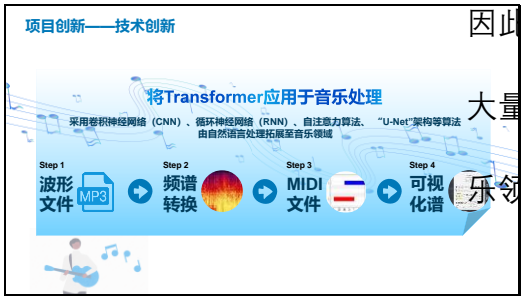 项目创新——技术创新
因此
将Transformer应用于音乐处理
采用卷积神经网络（CNN）、循环神经网络（RNN）、自注意力算法、 “U-Net”架构等算法
由自然语言处理拓展至音乐领域
大量
Step 1
波形
文件
MP3
Step 2
频谱
转换
Step 3
MIDI
文件
Step 4
可视
化谱
乐领